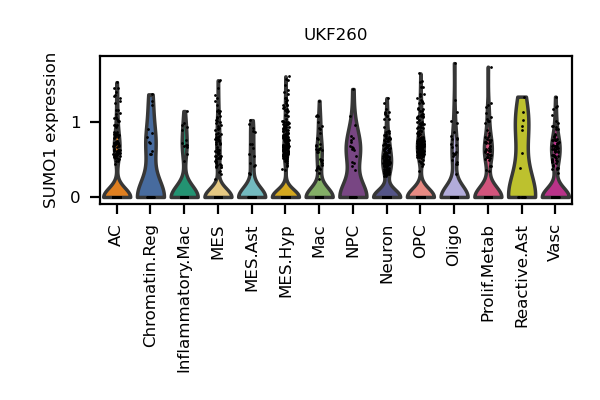 UKF260
SUMO1 expression
1
0
AC
Chromatin.Reg
Inflammatory.Mac
MES
MES.Ast
MES.Hyp
Mac
NPC
Neuron
OPC
Oligo
Prolif.Metab
Reactive.Ast
Vasc